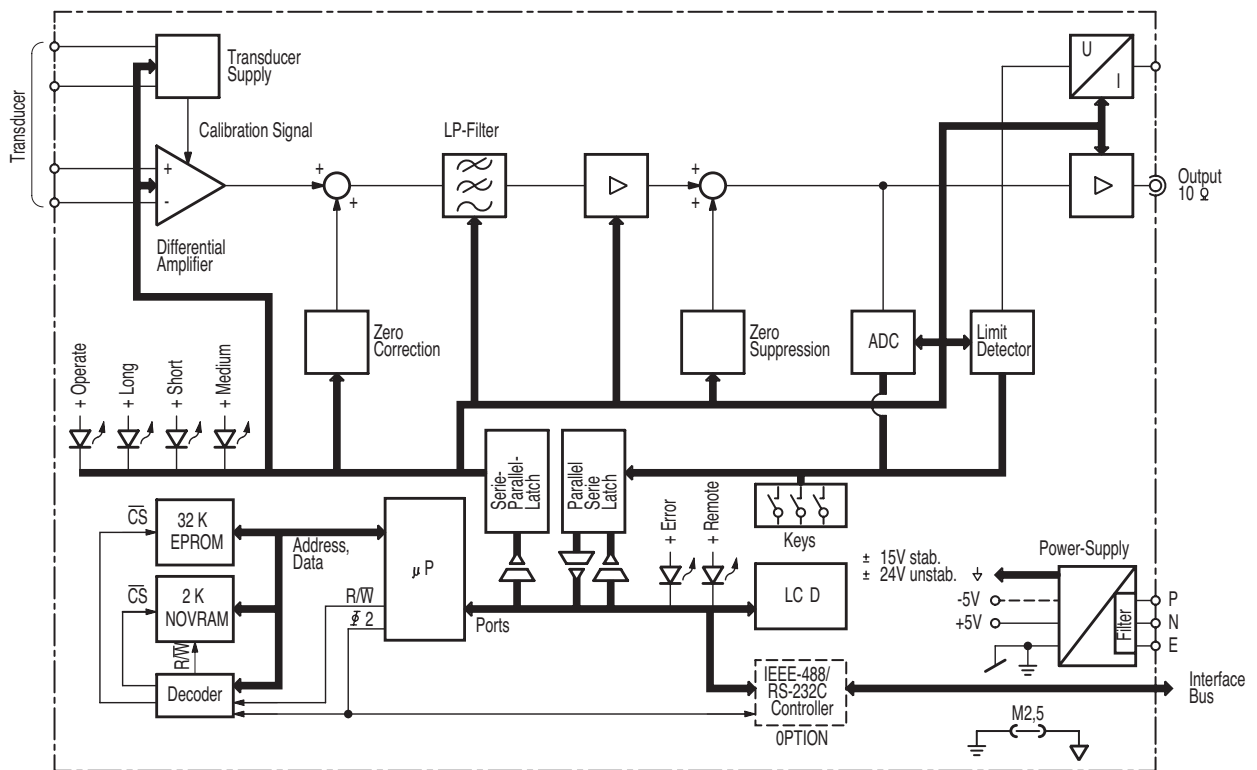 Transducer
Transducer
Supply
Calibration Signal
+
-
Differential
Amplifier
+
+
Zero
Correction
LP-Filter
+
+
Zero
Suppression
ADC
Limit
Detector
U
I
Output
10 Ω
+ Operate
+ Long
+ Short
+ Medium
Serie-
Parallel-
Latch
Parallel
Serie
Latch
Keys
+ Error
+ Remote
CS
32 K
EPROM
Address,
Data
μP
CS
2 K
NOVRAM
R/W
R/W
ɸ 2
Ports
Decoder
LC D
IEEE-488/
RS-232C
Controller
OPTION
Power-Supply
± 15V stab.
± 24V unstab.
-5V
+5V
Filter
P
N
E
Interface
Bus
M2,5